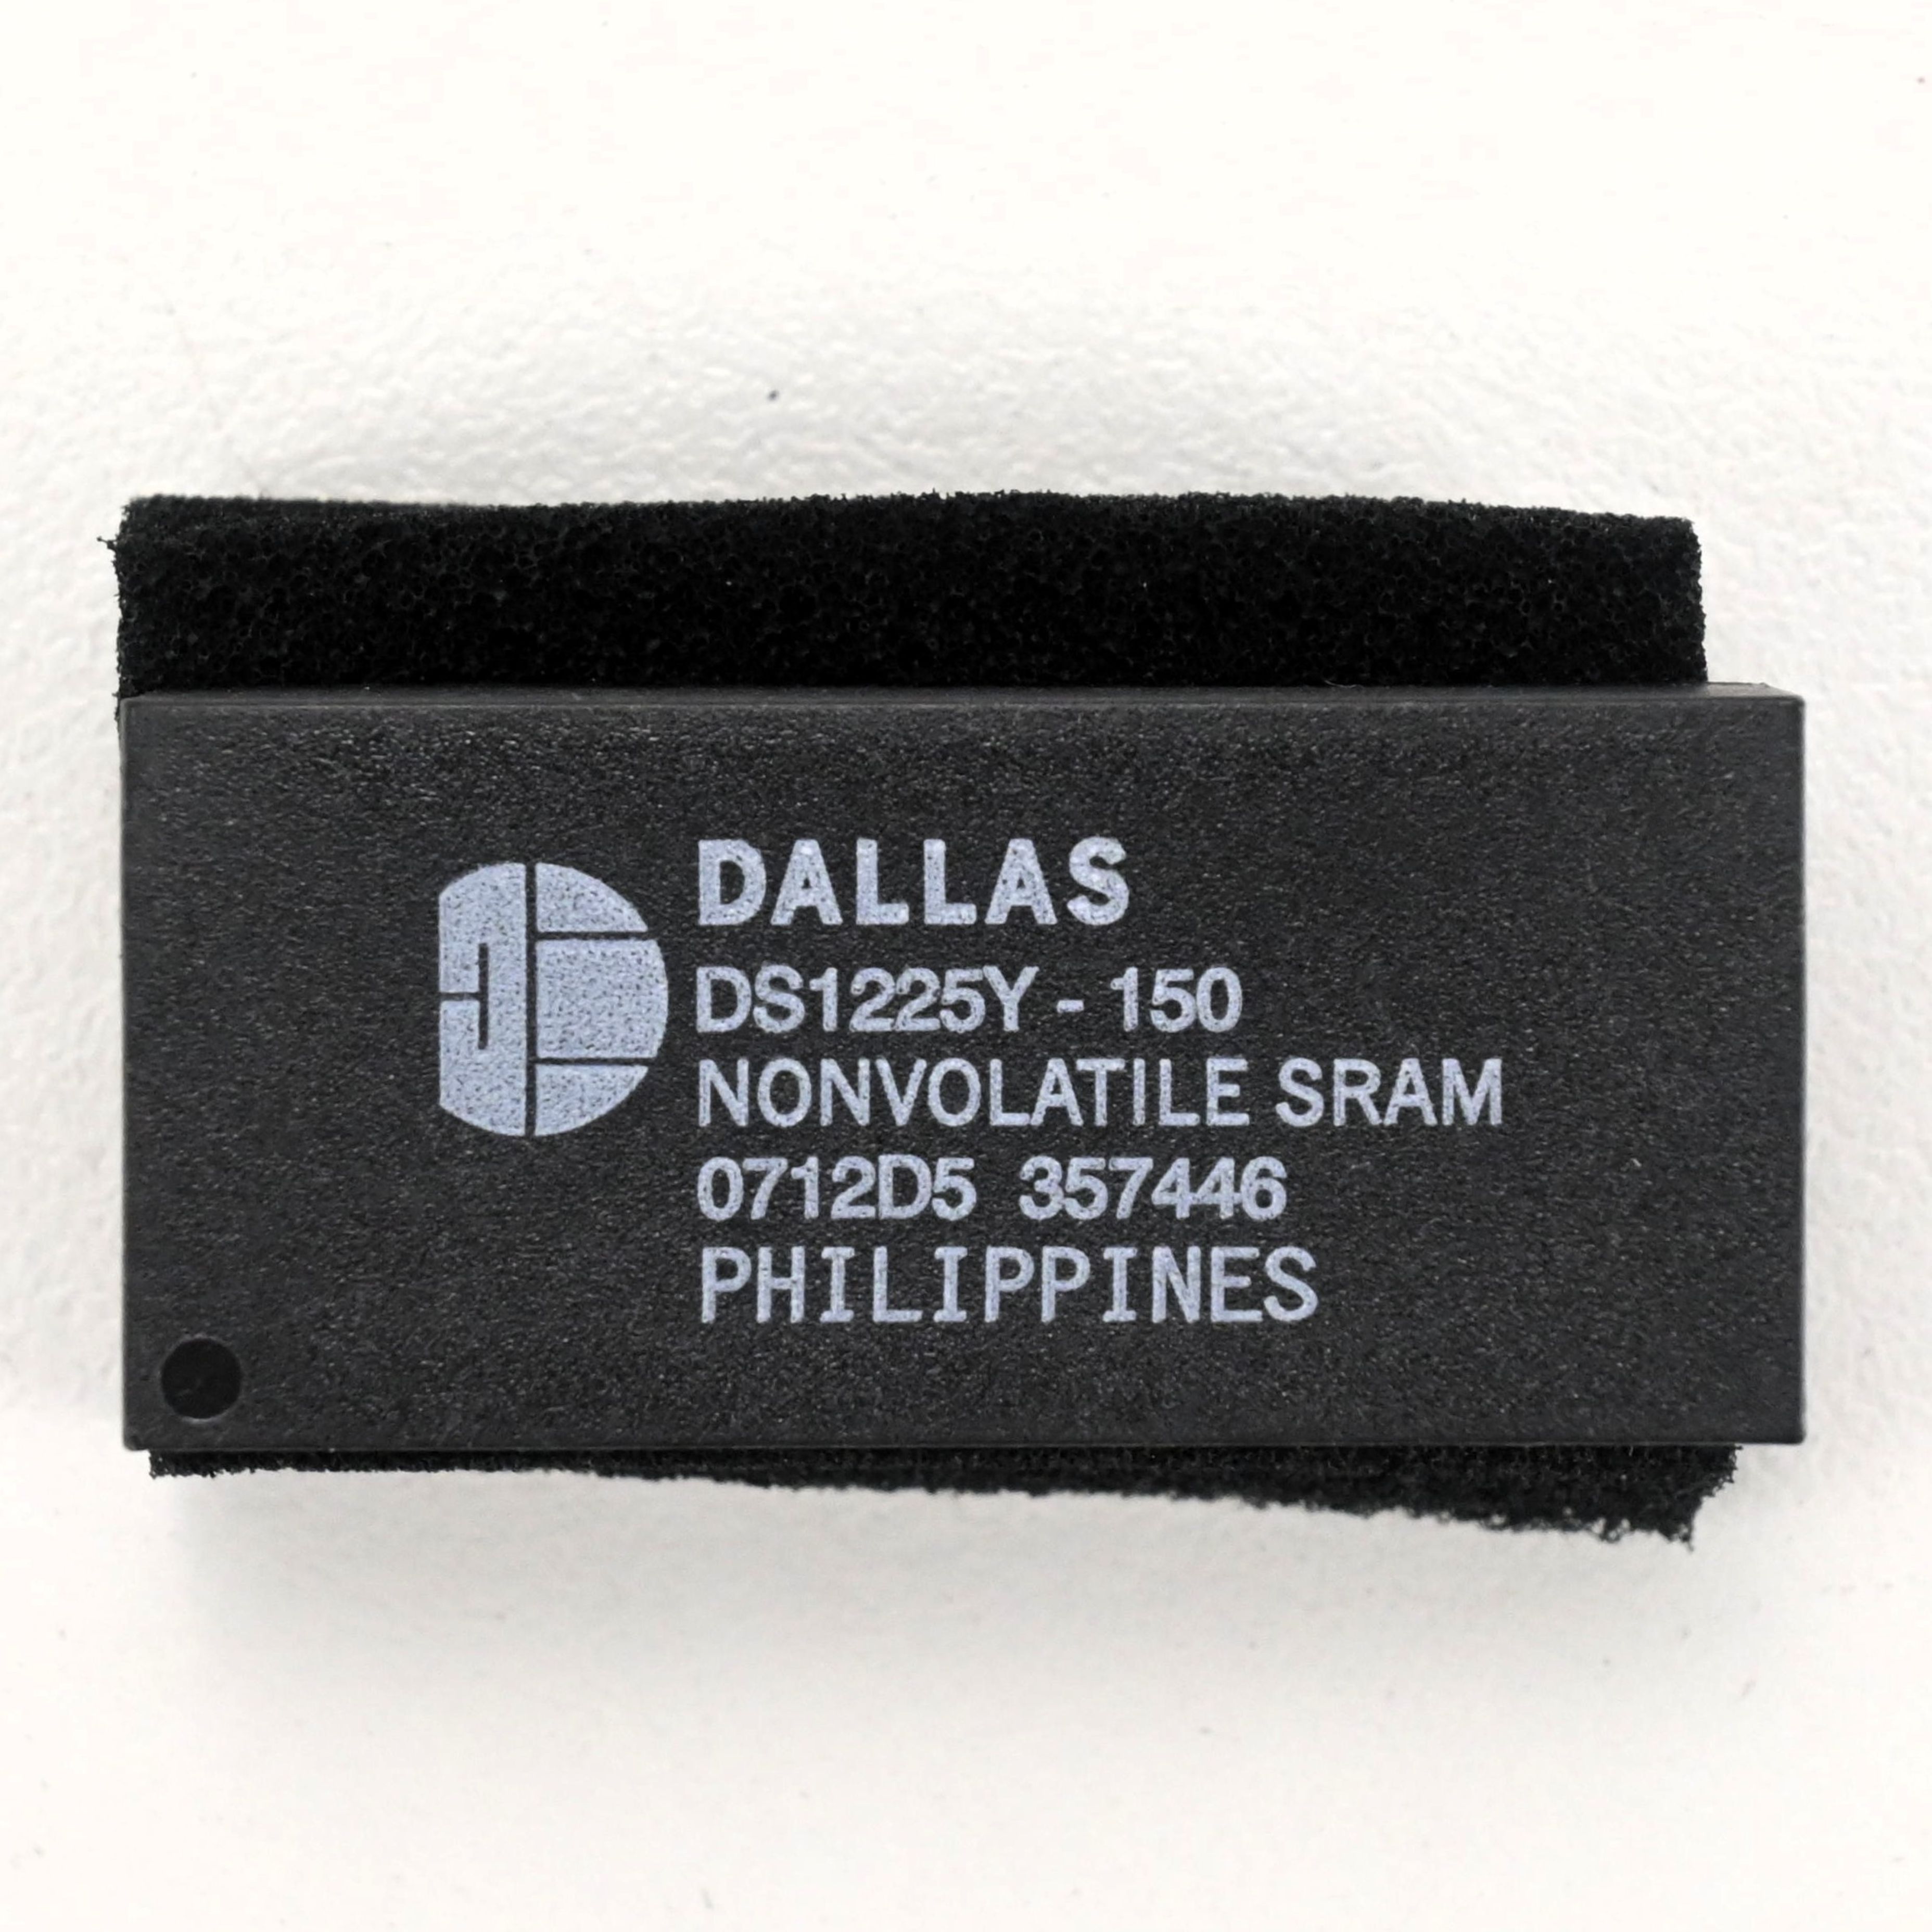 DALLAS
DS1225Y - 150
NONVOLATILE SRAM
0712D5 357446
PHILIPPINES